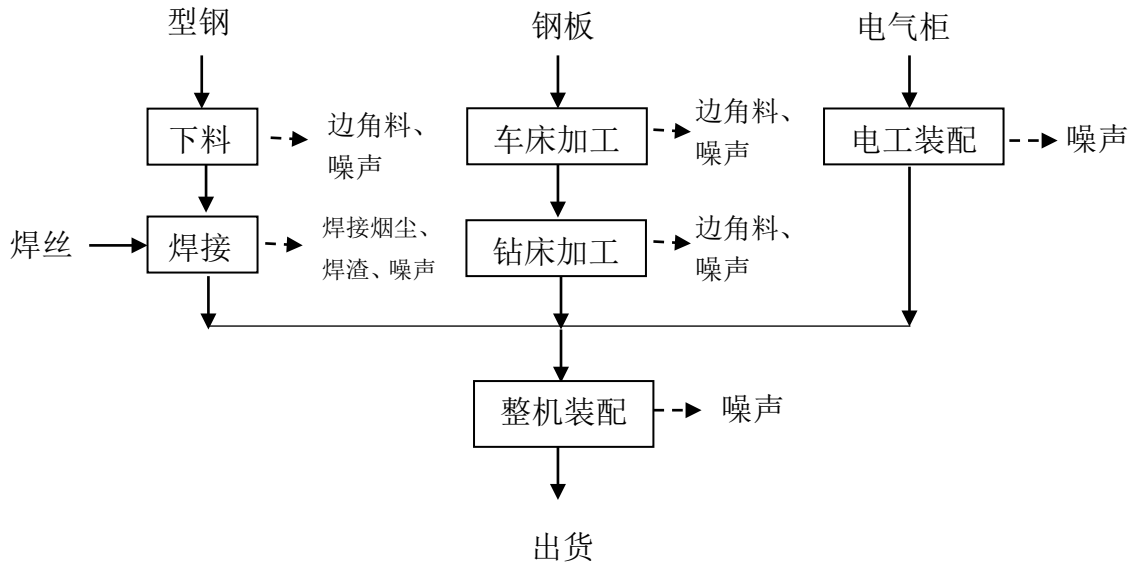 型钢
钢板
电气柜
下料
边角料、
噪声
车床加工
边角料、
噪声
电工装配
噪声
焊丝
焊接
焊接烟尘、
焊渣、噪声
钻床加工
边角料、
噪声
整机装配
噪声
出货